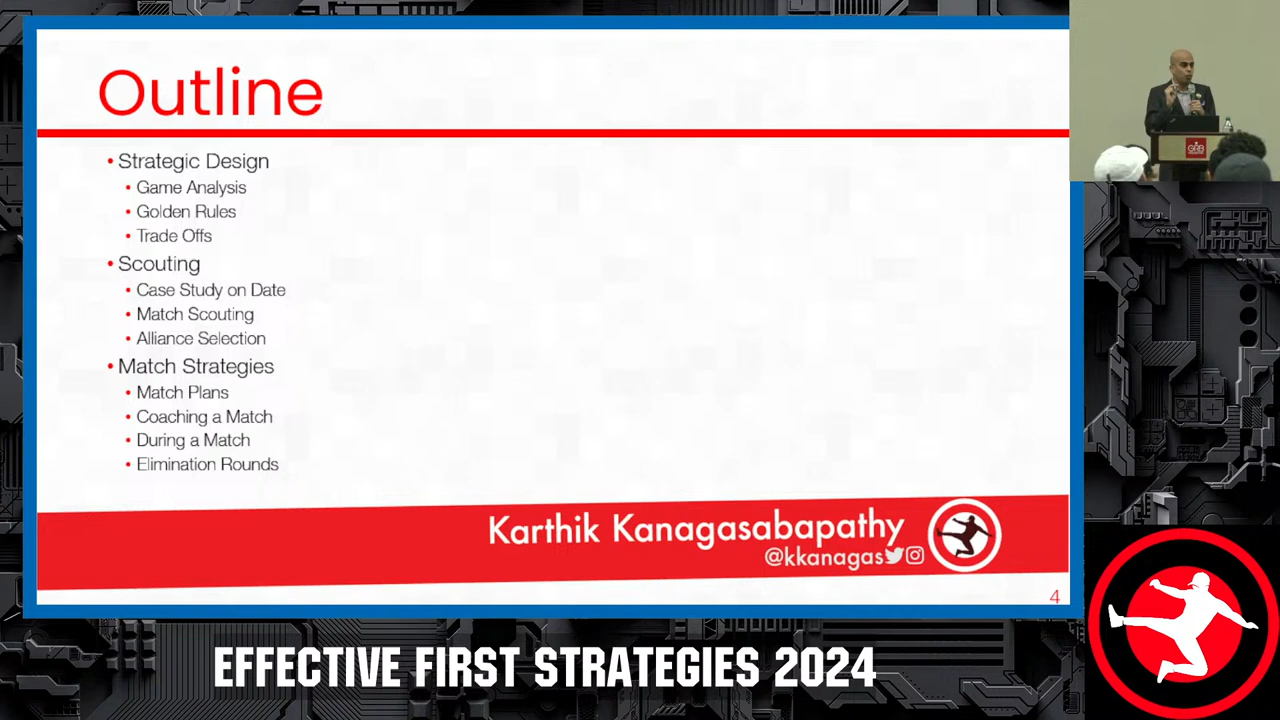 Outline
• Strategic Design
• Game Analysis
• Golden Rules
• Trade Offs
• Scouting
• Case Study on Date
• Match Scouting
• Alliance Selection
• Match Strategies
• Match Plans
• Coaching a Match
• During a Match
• Elimination Rounds
Karthik Kanagasabapathy
@kkanagas
4
GRB
EFFECTIVE FIRST STRATEGIES 2024